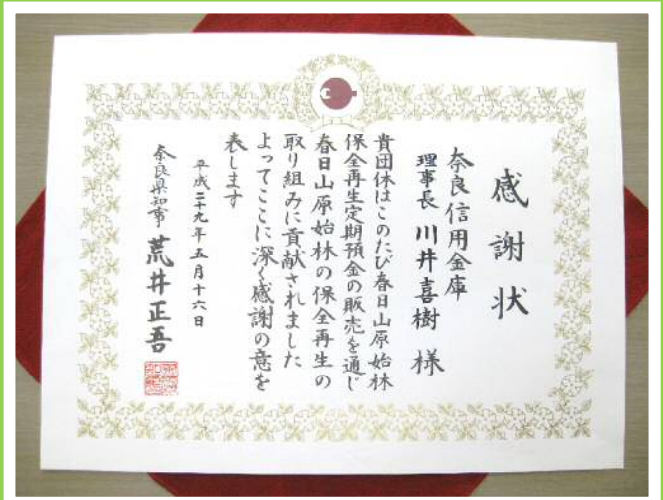 感謝状
奈良信用金庫
理事長 川井喜樹 様
貴団体はこのたび春日山原始林
保全再生定期預金の販売を通じ
春日山原始林の保全再生の
取り組みに貢献されました
よってここに深く感謝の意を
表します
平成二十九年五月十六日
奈良県知事 荒井正吾